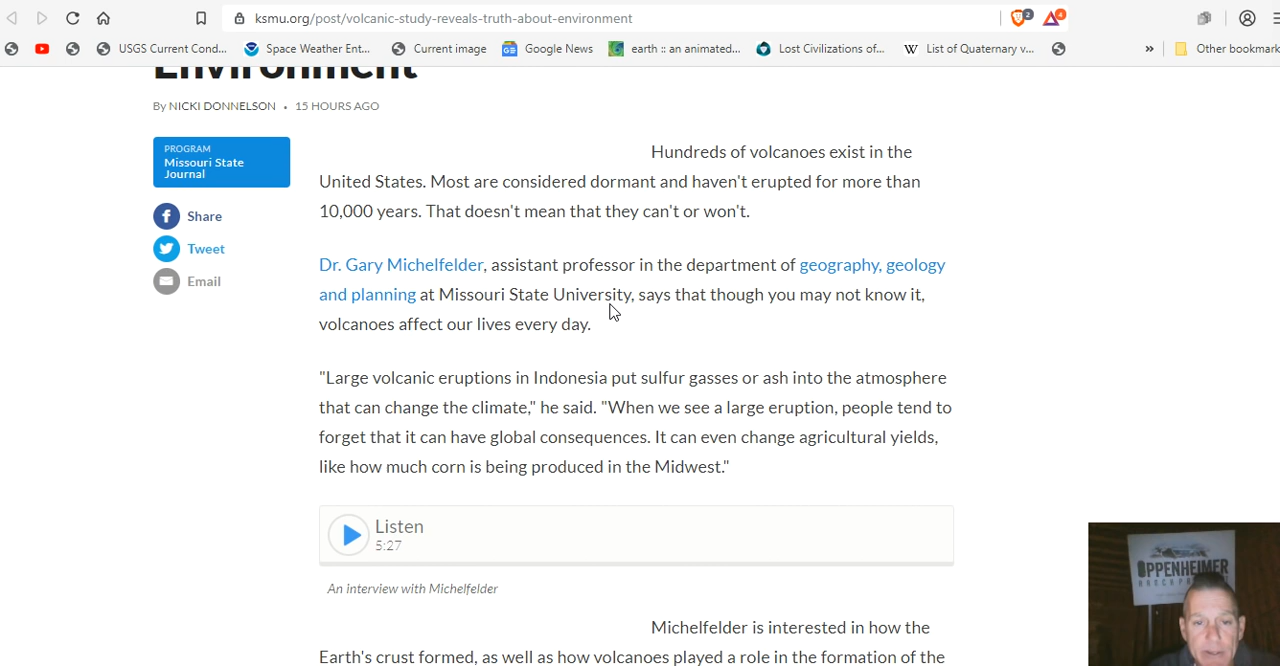 ksmu.org/post/volcanic-study-reveals-truth-about-environment
2
4
USGS Current Cond...
Space Weather Ent...
Current image
Google News
earth :: an animated...
Lost Civilizations of...
W
List of Quaternary v...
»
Other bookmark
Environment
By NICKI DONNELSON • 15 HOURS AGO
PROGRAM
Missouri State
Journal
Share
Tweet
Email
Hundreds of volcanoes exist in the
United States. Most are considered dormant and haven't erupted for more than
10,000 years. That doesn't mean that they can't or won't.
Dr. Gary Michelfelder, assistant professor in the department of geography, geology
and planning at Missouri State University, says that though you may not know it,
volcanoes affect our lives every day.
"Large volcanic eruptions in Indonesia put sulfur gasses or ash into the atmosphere
that can change the climate," he said. "When we see a large eruption, people tend to
forget that it can have global consequences. It can even change agricultural yields,
like how much corn is being produced in the Midwest."
Listen
5:27
An interview with Michelfelder
Michelfelder is interested in how the
Earth's crust formed, as well as how volcanoes played a role in the formation of the
OPPENHEIMER